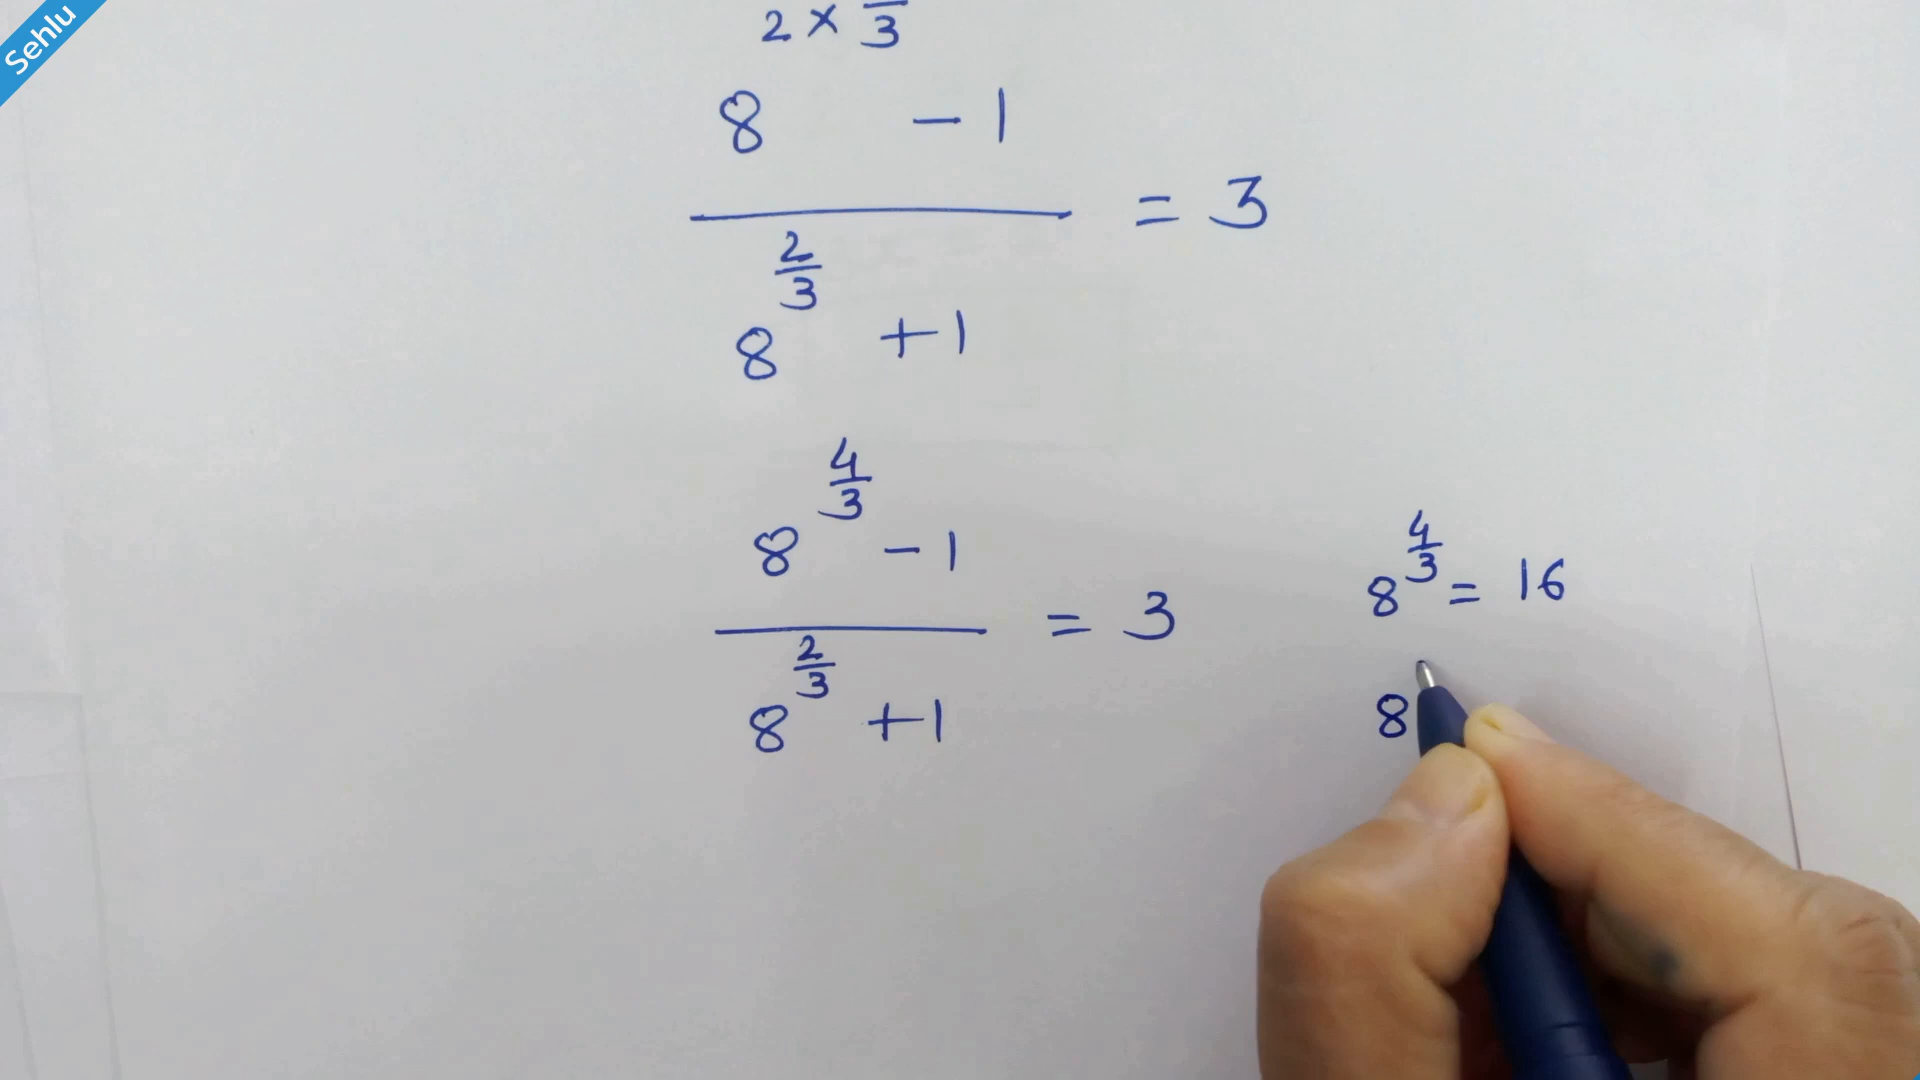 Sehlu
2 × 3
8 - 1
= 3
2
3
8 + 1
4
3
8 - 1
= 3
2
3
8 + 1
4
3
8 = 16
8